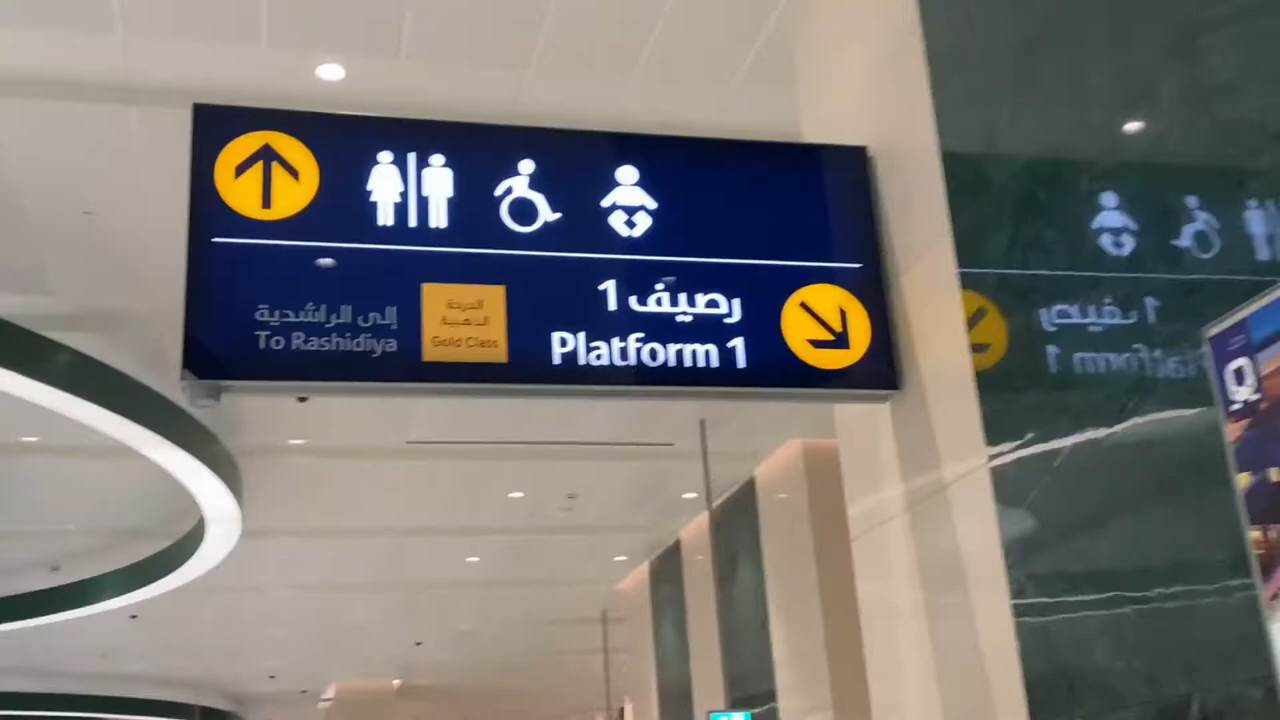 إلى الراشدية
To Rashidiya
الدرجة
الذهبية
Gold Class
رصيف 1
Platform 1